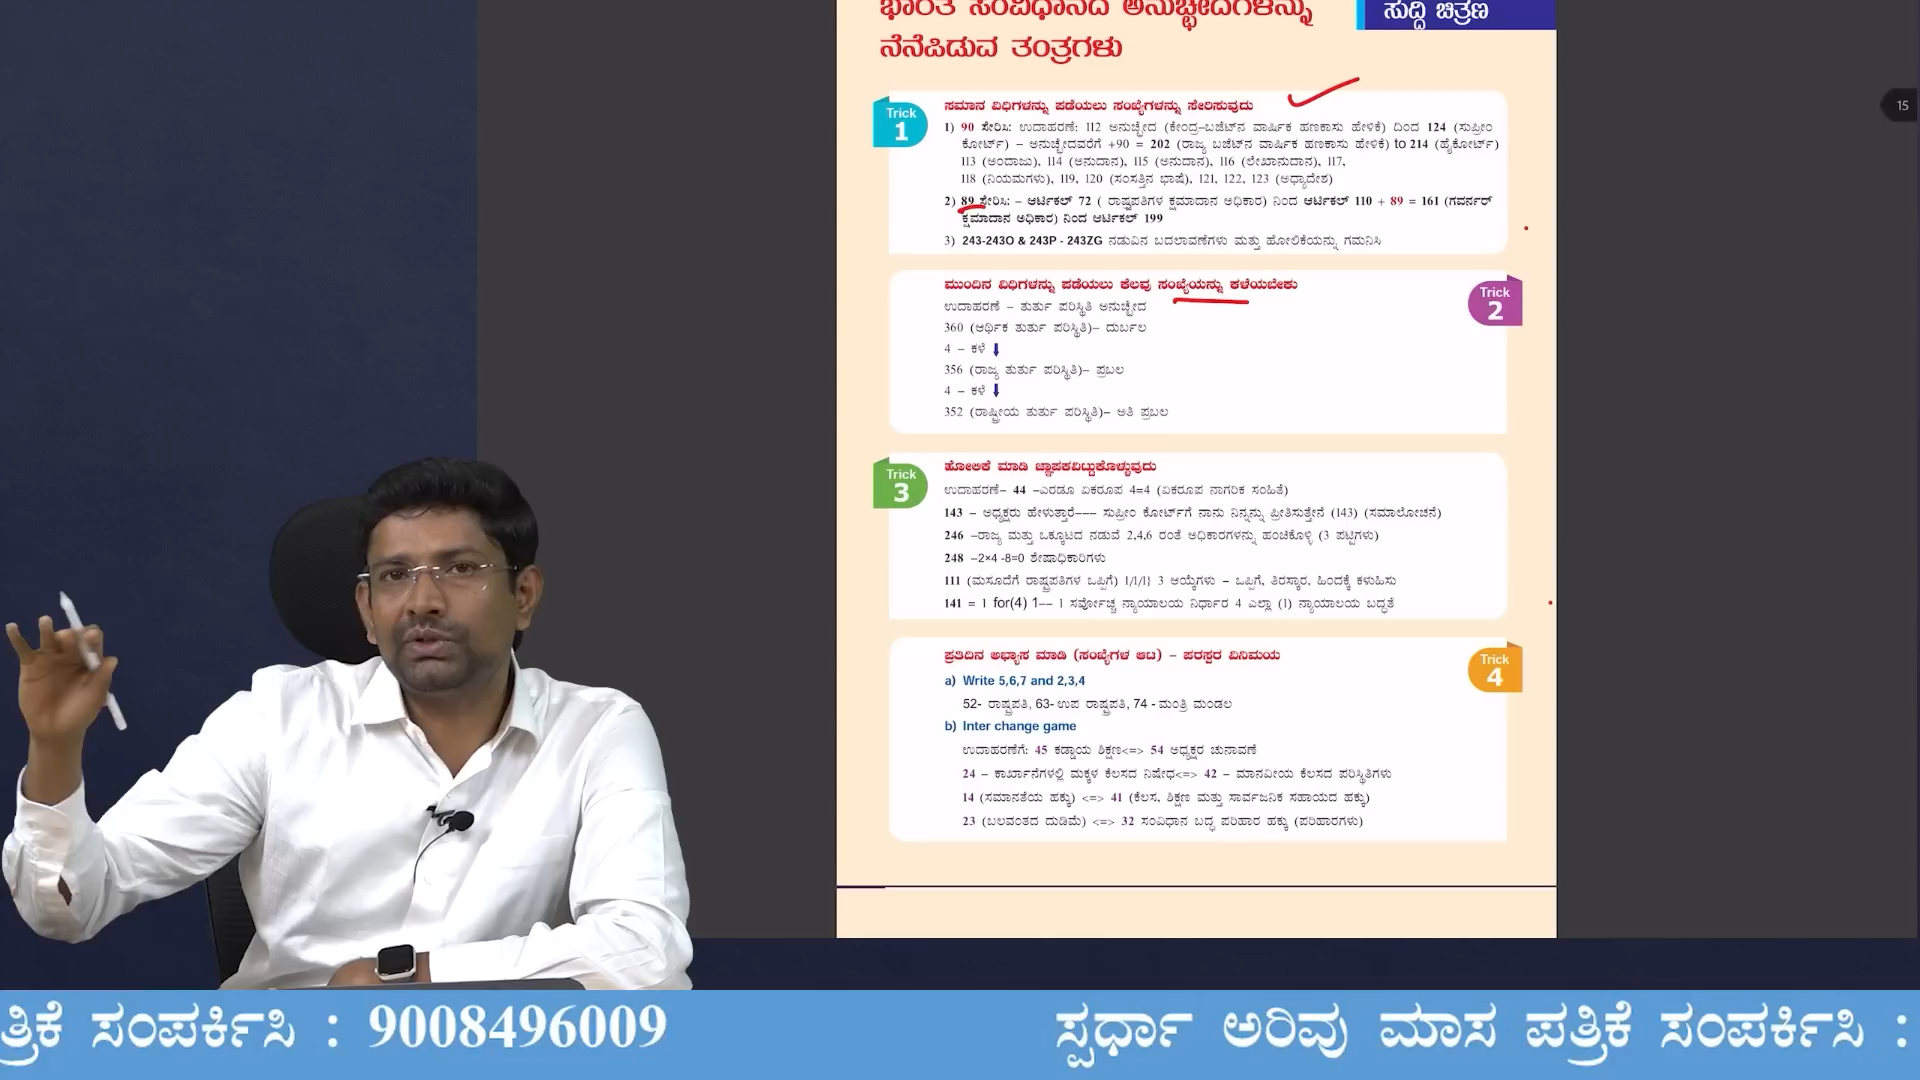 ಭಾರತ ಸಂವಿಧಾನದ ಅನುಚ್ಛೇದಗಳನ್ನು
ನೆನೆಪಿಡುವ ತಂತ್ರಗಳು
ಸುದ್ದಿ ಚಿತ್ರಣ
15
Trick
1
ಸಮಾನ ವಿಧಿಗಳನ್ನು ಪಡೆಯಲು ಸಂಖ್ಯೆಗಳನ್ನು ಸೇರಿಸುವುದು
1) 90 ಸೇರಿಸಿ: ಉದಾಹರಣೆ: 112 ಅನುಚ್ಛೇದ (ಕೇಂದ್ರ-ಬಜೆಟ್‌ನ ವಾರ್ಷಿಕ ಹಣಕಾಸು ಹೇಳಿಕೆ) ದಿಂದ 124 (ಸುಪ್ರೀಂ
ಕೋರ್ಟ್) – ಅನುಚ್ಛೇದವರೆಗೆ +90 = 202 (ರಾಜ್ಯ ಬಜೆಟ್‌ನ ವಾರ್ಷಿಕ ಹಣಕಾಸು ಹೇಳಿಕೆ) to 214 (ಹೈಕೋರ್ಟ್)
113 (ಅಂದಾಜು), 114 (ಅನುದಾನ), 115 (ಅನುದಾನ), 116 (ಲೇಖಾನುದಾನ), 117,
118 (ನಿಯಮಗಳು), 119, 120 (ಸಂಸತ್ತಿನ ಭಾಷೆ), 121, 122, 123 (ಅಧ್ಯಾದೇಶ)
2) 89 ಸೇರಿಸಿ: – ಆರ್ಟಿಕಲ್ 72 ( ರಾಷ್ಟ್ರಪತಿಗಳ ಕ್ಷಮಾದಾನ ಅಧಿಕಾರ) ನಿಂದ ಆರ್ಟಿಕಲ್ 110 + 89 = 161 (ಗವರ್ನರ್
ಕ್ಷಮಾದಾನ ಅಧಿಕಾರ) ನಿಂದ ಆರ್ಟಿಕಲ್ 199
3) 243-243O & 243P - 243ZG ನಡುವಿನ ಬದಲಾವಣೆಗಳು ಮತ್ತು ಹೋಲಿಕೆಯನ್ನು ಗಮನಿಸಿ
Trick
2
ಮುಂದಿನ ವಿಧಿಗಳನ್ನು ಪಡೆಯಲು ಕೆಲವು ಸಂಖ್ಯೆಯನ್ನು ಕಳೆಯಬೇಕು
ಉದಾಹರಣೆ – ತುರ್ತು ಪರಿಸ್ಥಿತಿ ಅನುಚ್ಛೇದ
360 (ಆರ್ಥಿಕ ತುರ್ತು ಪರಿಸ್ಥಿತಿ)– ದುರ್ಬಲ
4 – ಕಳೆ ⬇
356 (ರಾಜ್ಯ ತುರ್ತು ಪರಿಸ್ಥಿತಿ)– ಪ್ರಬಲ
4 – ಕಳೆ ⬇
352 (ರಾಷ್ಟ್ರೀಯ ತುರ್ತು ಪರಿಸ್ಥಿತಿ)– ಅತಿ ಪ್ರಬಲ
Trick
3
ಹೋಲಿಕೆ ಮಾಡಿ ಜ್ಞಾಪಕವಿಟ್ಟುಕೊಳ್ಳುವುದು
ಉದಾಹರಣೆ– 44 –ಎರಡೂ ಏಕರೂಪ 4=4 (ಏಕರೂಪ ನಾಗರಿಕ ಸಂಹಿತೆ)
143 – ಅಧ್ಯಕ್ಷರು ಹೇಳುತ್ತಾರೆ––– ಸುಪ್ರೀಂ ಕೋರ್ಟ್‌ಗೆ ನಾನು ನಿನ್ನನ್ನು ಪ್ರೀತಿಸುತ್ತೇನೆ (143) (ಸಮಾಲೋಚನೆ)
246 –ರಾಜ್ಯ ಮತ್ತು ಒಕ್ಕೂಟದ ನಡುವೆ 2,4,6 ರಂತೆ ಅಧಿಕಾರಗಳನ್ನು ಹಂಚಿಕೊಳ್ಳಿ (3 ಪಟ್ಟಿಗಳು)
248 –2×4 -8=0 ಶೇಷಾಧಿಕಾರಿಗಳು
111 (ಮಸೂದೆಗೆ ರಾಷ್ಟ್ರಪತಿಗಳ ಒಪ್ಪಿಗೆ) 1/1/1} 3 ಆಯ್ಕೆಗಳು – ಒಪ್ಪಿಗೆ, ತಿರಸ್ಕಾರ, ಹಿಂದಕ್ಕೆ ಕಳುಹಿಸು
141 = 1 for(4) 1–– 1 ಸರ್ವೋಚ್ಚ ನ್ಯಾಯಾಲಯ ನಿರ್ಧಾರ 4 ಎಲ್ಲಾ (1) ನ್ಯಾಯಾಲಯ ಬದ್ಧತೆ
Trick
4
ಪ್ರತಿದಿನ ಅಭ್ಯಾಸ ಮಾಡಿ (ಸಂಖ್ಯೆಗಳ ಆಟ) – ಪರಸ್ಪರ ವಿನಿಮಯ
a) Write 5,6,7 and 2,3,4
52- ರಾಷ್ಟ್ರಪತಿ, 63- ಉಪ ರಾಷ್ಟ್ರಪತಿ, 74 - ಮಂತ್ರಿ ಮಂಡಲ
b) Inter change game
ಉದಾಹರಣೆಗೆ: 45 ಕಡ್ಡಾಯ ಶಿಕ್ಷಣ<=> 54 ಅಧ್ಯಕ್ಷರ ಚುನಾವಣೆ
24 – ಕಾರ್ಖಾನೆಗಳಲ್ಲಿ ಮಕ್ಕಳ ಕೆಲಸದ ನಿಷೇಧ<=> 42 – ಮಾನವೀಯ ಕೆಲಸದ ಪರಿಸ್ಥಿತಿಗಳು
14 (ಸಮಾನತೆಯ ಹಕ್ಕು) <=> 41 (ಕೆಲಸ, ಶಿಕ್ಷಣ ಮತ್ತು ಸಾರ್ವಜನಿಕ ಸಹಾಯದ ಹಕ್ಕು)
23 (ಬಲವಂತದ ದುಡಿಮೆ) <=> 32 ಸಂವಿಧಾನ ಬದ್ಧ ಪರಿಹಾರ ಹಕ್ಕು (ಪರಿಹಾರಗಳು)
ತ್ರಿಕೆ ಸಂಪರ್ಕಿಸಿ : 9008496009 ಸ್ಪರ್ಧಾ ಅರಿವು ಮಾಸ ಪತ್ರಿಕೆ ಸಂಪರ್ಕಿಸಿ :